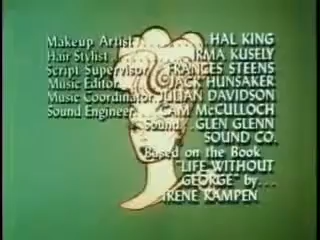 Makeup Artist ..... HAL KING
Hair Stylist ..... IRMA KUSELY
Script Supervisor ... FRANCES STEENS
Music Editor ... JACK HUNSAKER
Music Coordinator.. JULIAN DAVIDSON
Sound Engineer.... CAM McCULLOCH
Sound..GLEN GLENN
SOUND CO.
Based on the Book
"LIFE WITHOUT
GEORGE" by...
IRENE KAMPEN